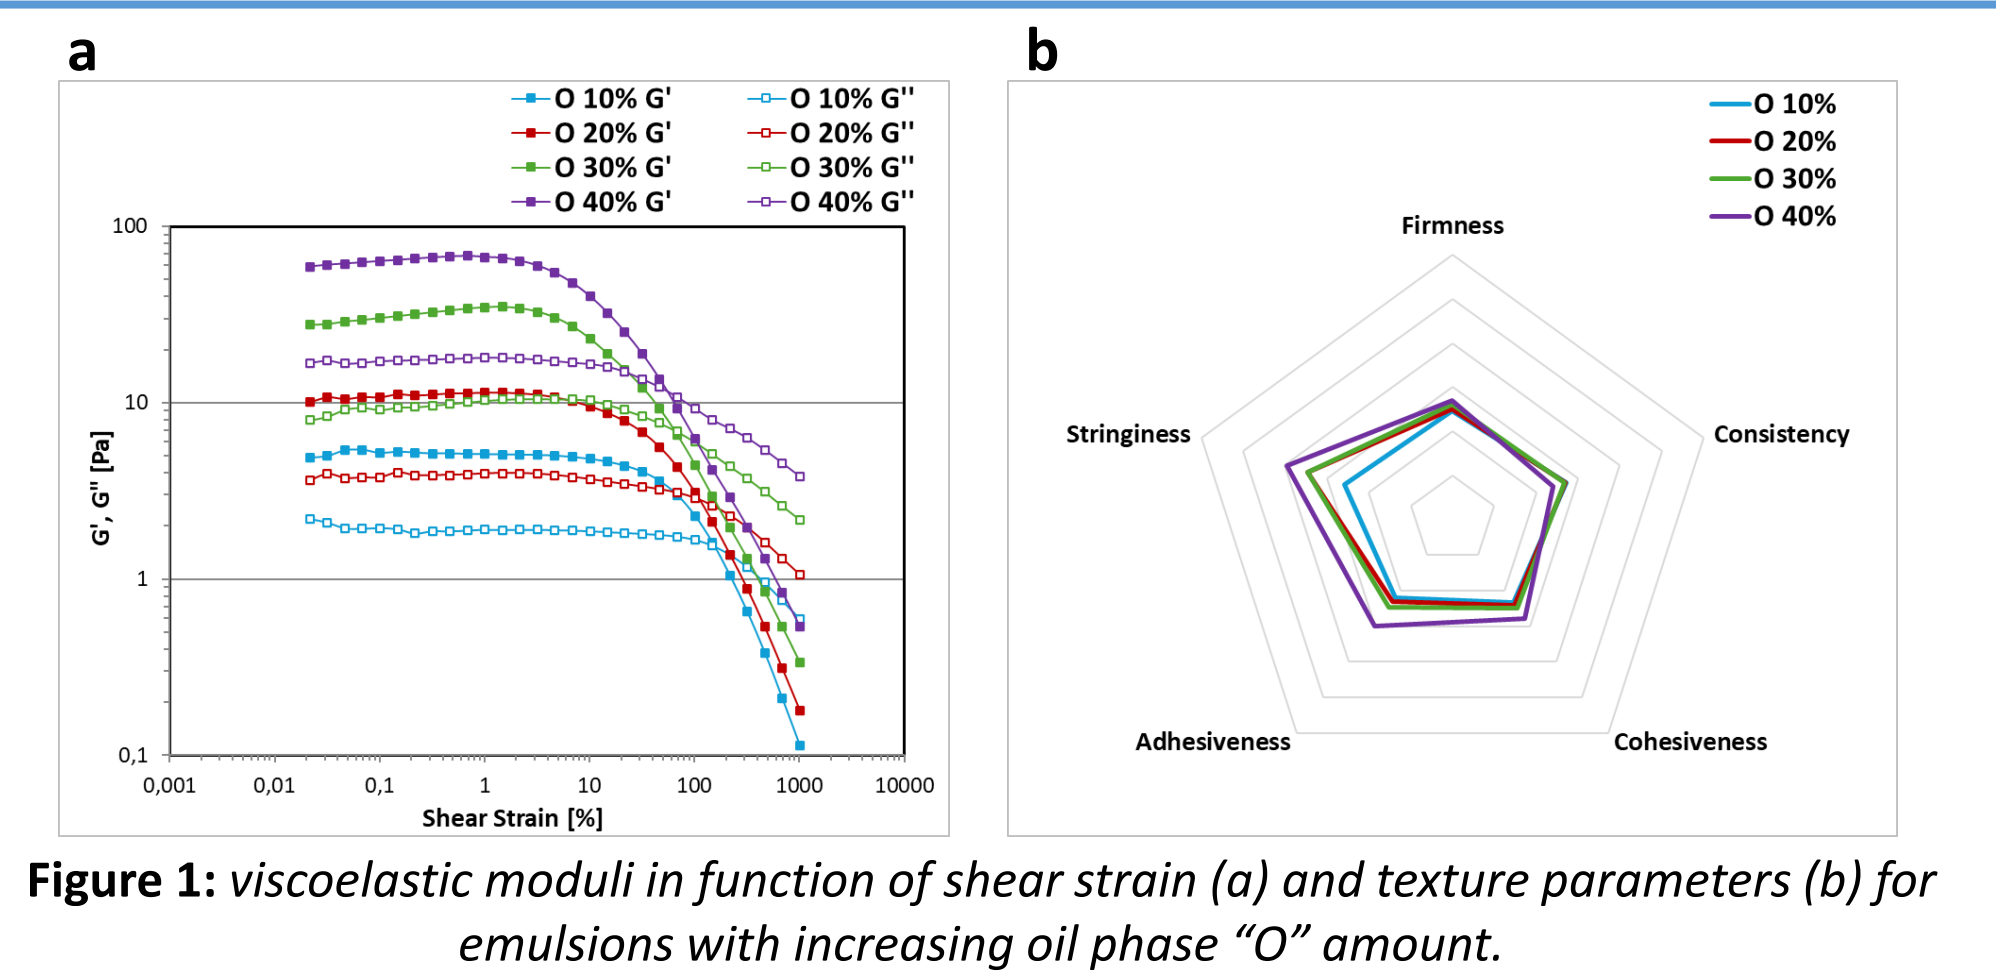 a
O 10% G'
O 10% G''
O 20% G'
O 20% G''
O 30% G'
O 30% G''
O 40% G'
O 40% G''
100
10
1
0,1
G', G'' [Pa]
0,001
0,01
0,1
1
10
100
1000
10000
Shear Strain [%]
b
O 10%
O 20%
O 30%
O 40%
Firmness
Stringiness
Consistency
Adhesiveness
Cohesiveness
Figure 1: viscoelastic moduli in function of shear strain (a) and texture parameters (b) for
emulsions with increasing oil phase “O” amount.